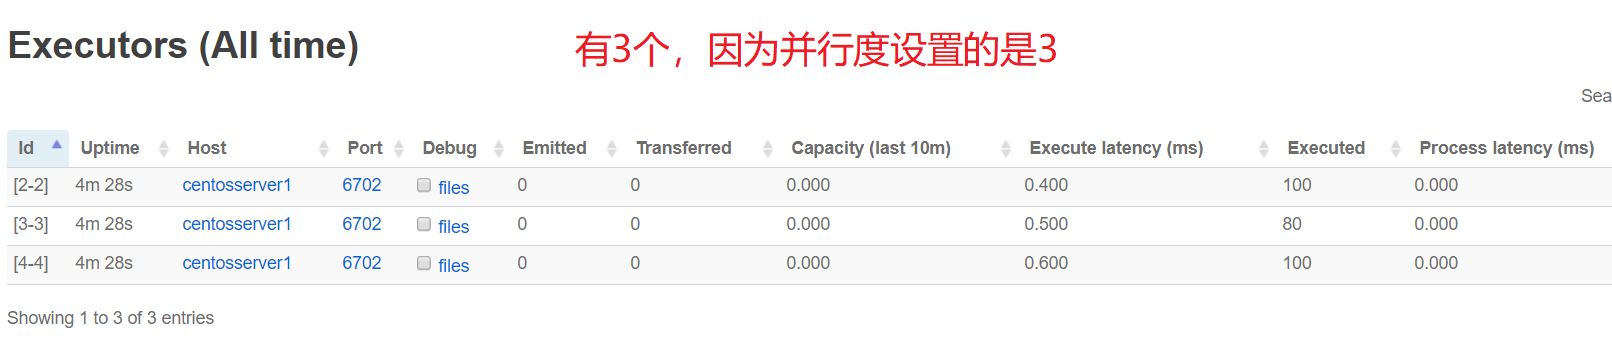 Executors (All time)
有3个，因为并行度设置的是3
Sea
Id Uptime Host Port Debug Emitted Transferred Capacity (last 10m) Execute latency (ms) Executed Process latency (ms)
[2-2] 4m 28s centosserver1 6702 files 0 0 0.000 0.400 100 0.000
[3-3] 4m 28s centosserver1 6702 files 0 0 0.000 0.500 80 0.000
[4-4] 4m 28s centosserver1 6702 files 0 0 0.000 0.600 100 0.000
Showing 1 to 3 of 3 entries